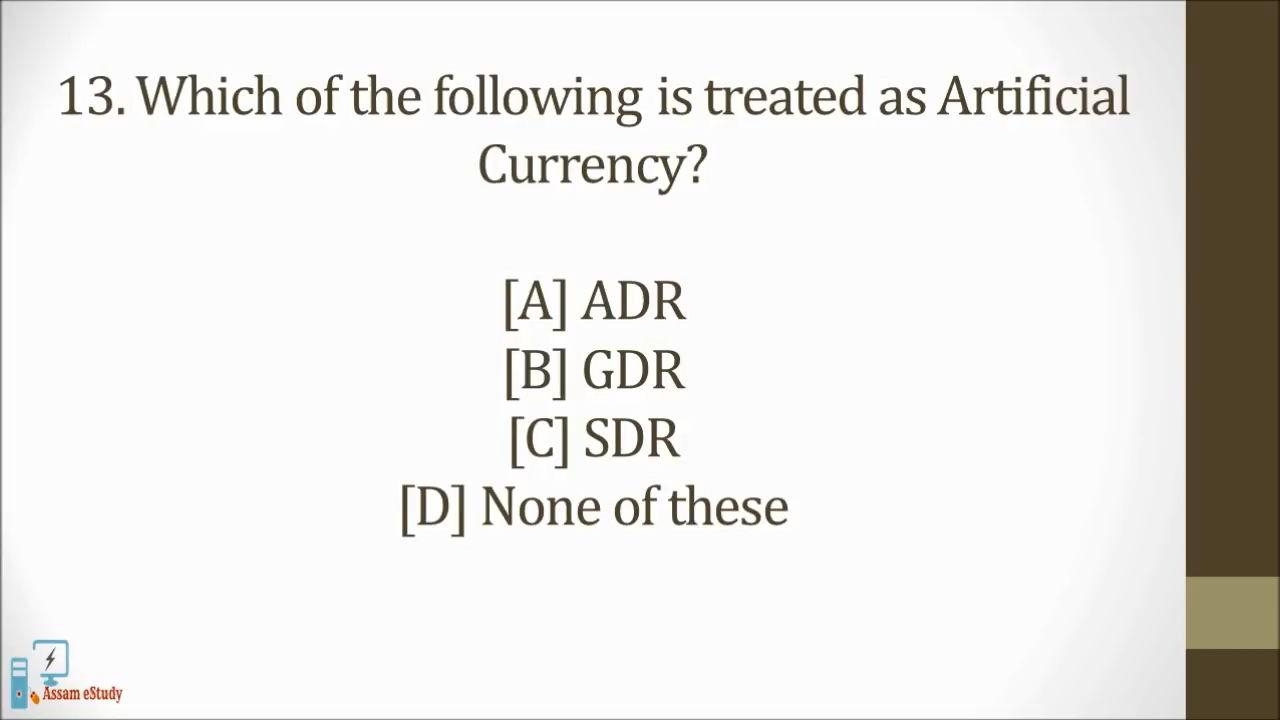 13. Which of the following is treated as Artificial
Currency?
[A] ADR
[B] GDR
[C] SDR
[D] None of these
Assam eStudy